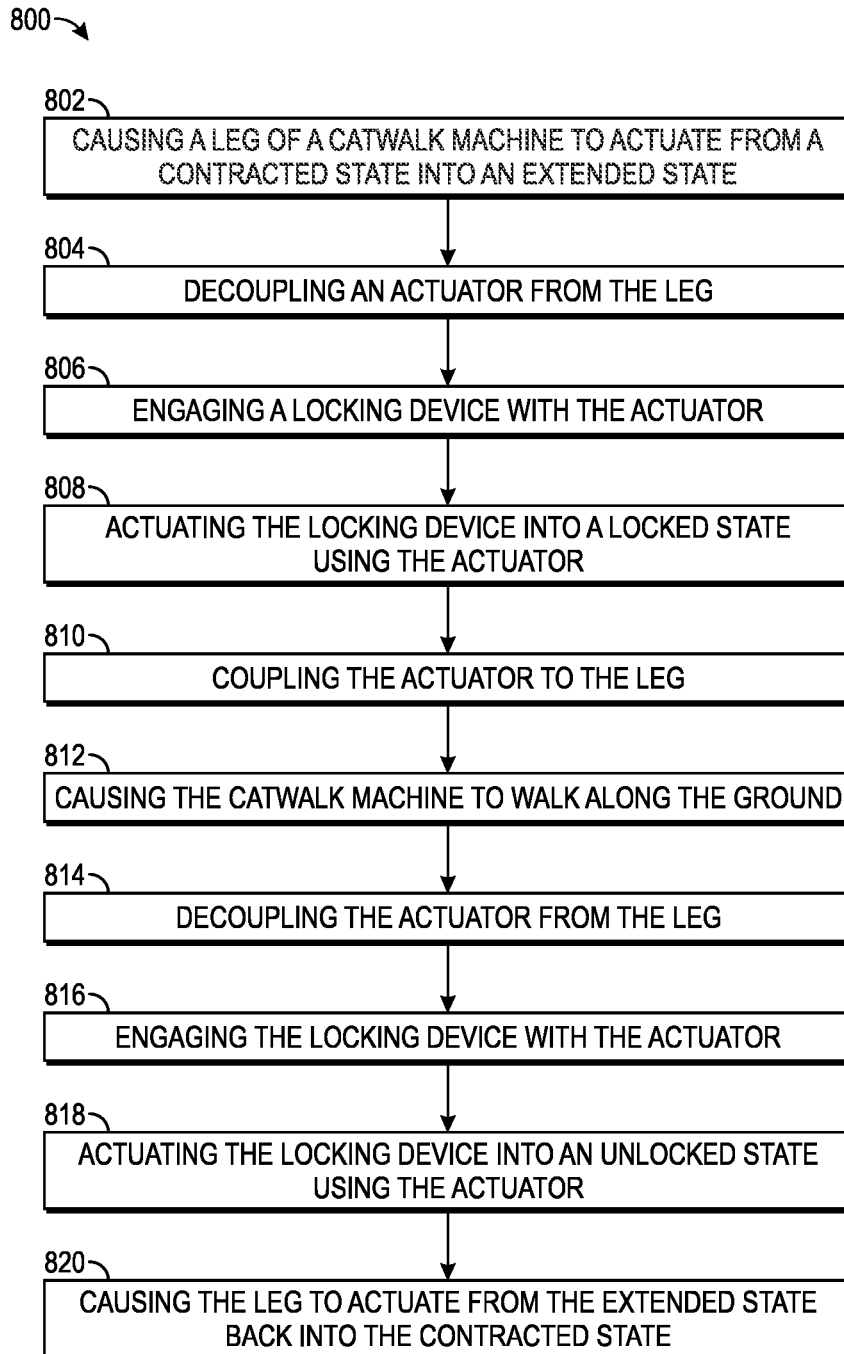 800
802
CAUSING A LEG OF A CATWALK MACHINE TO ACTUATE FROM A
CONTRACTED STATE INTO AN EXTENDED STATE
804
DECOUPLING AN ACTUATOR FROM THE LEG
806
ENGAGING A LOCKING DEVICE WITH THE ACTUATOR
808
ACTUATING THE LOCKING DEVICE INTO A LOCKED STATE
USING THE ACTUATOR
810
COUPLING THE ACTUATOR TO THE LEG
812
CAUSING THE CATWALK MACHINE TO WALK ALONG THE GROUND
814
DECOUPLING THE ACTUATOR FROM THE LEG
816
ENGAGING THE LOCKING DEVICE WITH THE ACTUATOR
818
ACTUATING THE LOCKING DEVICE INTO AN UNLOCKED STATE
USING THE ACTUATOR
820
CAUSING THE LEG TO ACTUATE FROM THE EXTENDED STATE
BACK INTO THE CONTRACTED STATE